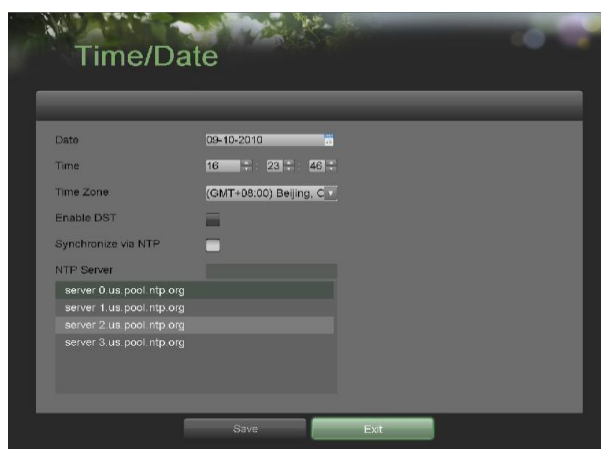 Time/Date
Date 09-10-2010
Time 16 : 23 : 46
Time Zone (GMT+08:00) Beijing, C
Enable DST
Synchronize via NTP
NTP Server
server 0.us.pool.ntp.org
server 1.us.pool.ntp.org
server 2.us.pool.ntp.org
server 3.us.pool.ntp.org
Save Exit